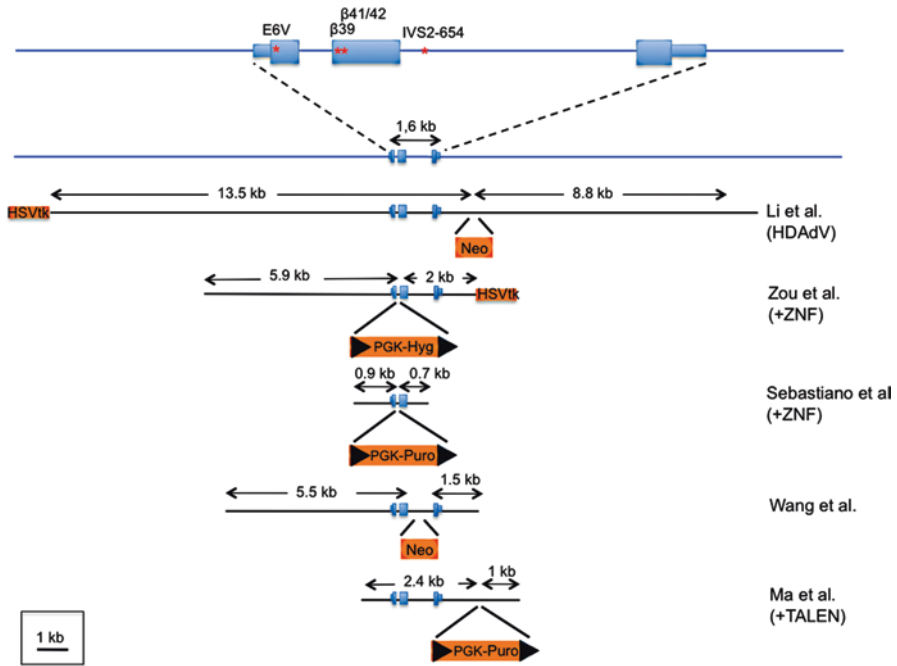 β41/42
E6V
β39
IVS2-654
1,6 kb
13.5 kb
8.8 kb
HSVtk
Li et al.
(HDAdV)
Neo
5.9 kb
2 kb
HSVtk
Zou et al.
(+ZNF)
PGK-Hyg
0.9 kb
0.7 kb
Sebastiano et al
(+ZNF)
PGK-Puro
5.5 kb
1.5 kb
Wang et al.
Neo
2.4 kb
1 kb
Ma et al.
(+TALEN)
1 kb
PGK-Puro